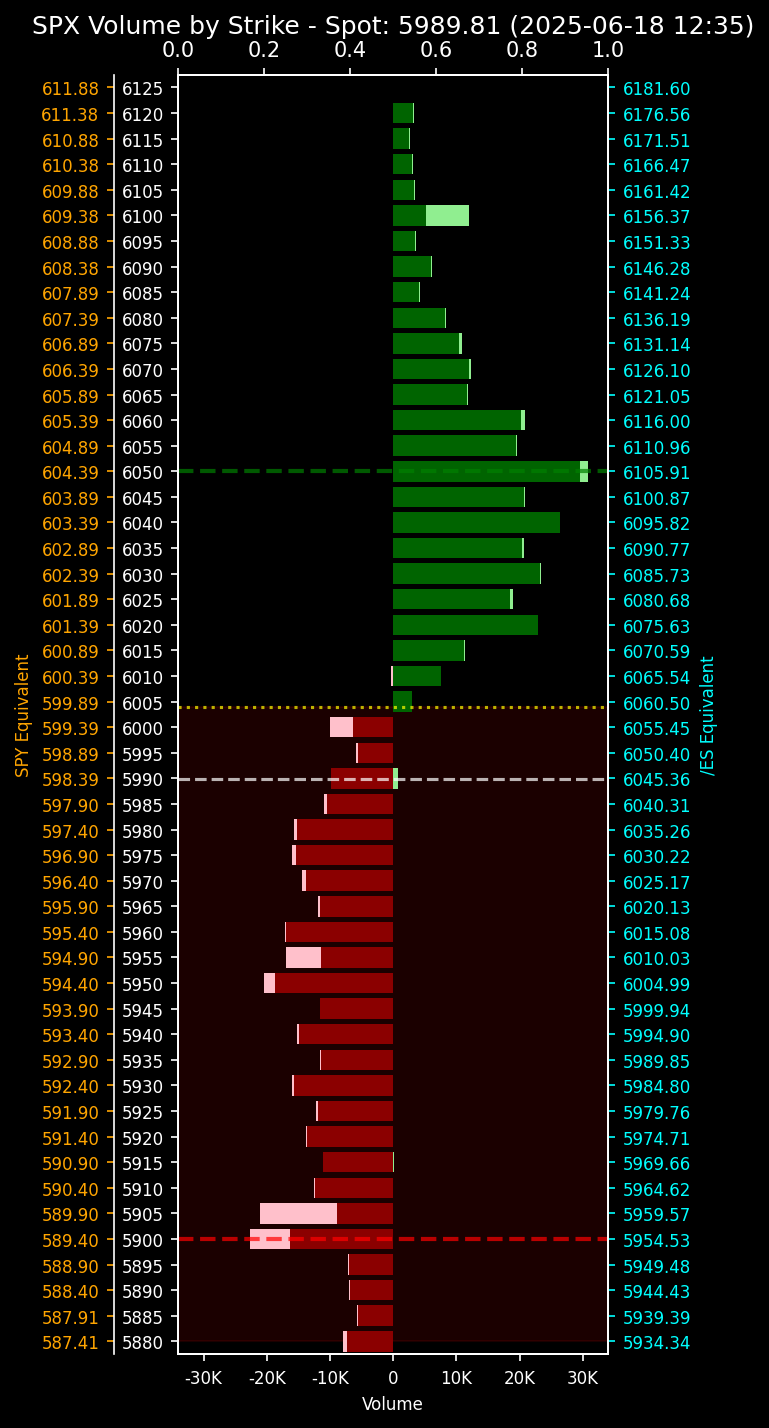 SPX Volume by Strike - Spot: 5989.81 (2025-06-18 12:35)
0.0 0.2 0.4 0.6 0.8 1.0
611.88 6125 6181.60
611.38 6120 6176.56
610.88 6115 6171.51
610.38 6110 6166.47
609.88 6105 6161.42
609.38 6100 6156.37
608.88 6095 6151.33
608.38 6090 6146.28
607.89 6085 6141.24
607.39 6080 6136.19
606.89 6075 6131.14
606.39 6070 6126.10
605.89 6065 6121.05
605.39 6060 6116.00
604.89 6055 6110.96
604.39 6050 6105.91
603.89 6045 6100.87
603.39 6040 6095.82
602.89 6035 6090.77
602.39 6030 6085.73
601.89 6025 6080.68
601.39 6020 6075.63
600.89 6015 6070.59
600.39 6010 6065.54
599.89 6005 6060.50
599.39 6000 6055.45
598.89 5995 6050.40
598.39 5990 6045.36
597.90 5985 6040.31
597.40 5980 6035.26
596.90 5975 6030.22
596.40 5970 6025.17
595.90 5965 6020.13
595.40 5960 6015.08
594.90 5955 6010.03
594.40 5950 6004.99
593.90 5945 5999.94
593.40 5940 5994.90
592.90 5935 5989.85
592.40 5930 5984.80
591.90 5925 5979.76
591.40 5920 5974.71
590.90 5915 5969.66
590.40 5910 5964.62
589.90 5905 5959.57
589.40 5900 5954.53
588.90 5895 5949.48
588.40 5890 5944.43
587.91 5885 5939.39
587.41 5880 5934.34
SPY Equivalent
/ES Equivalent
-30K -20K -10K 0 10K 20K 30K
Volume